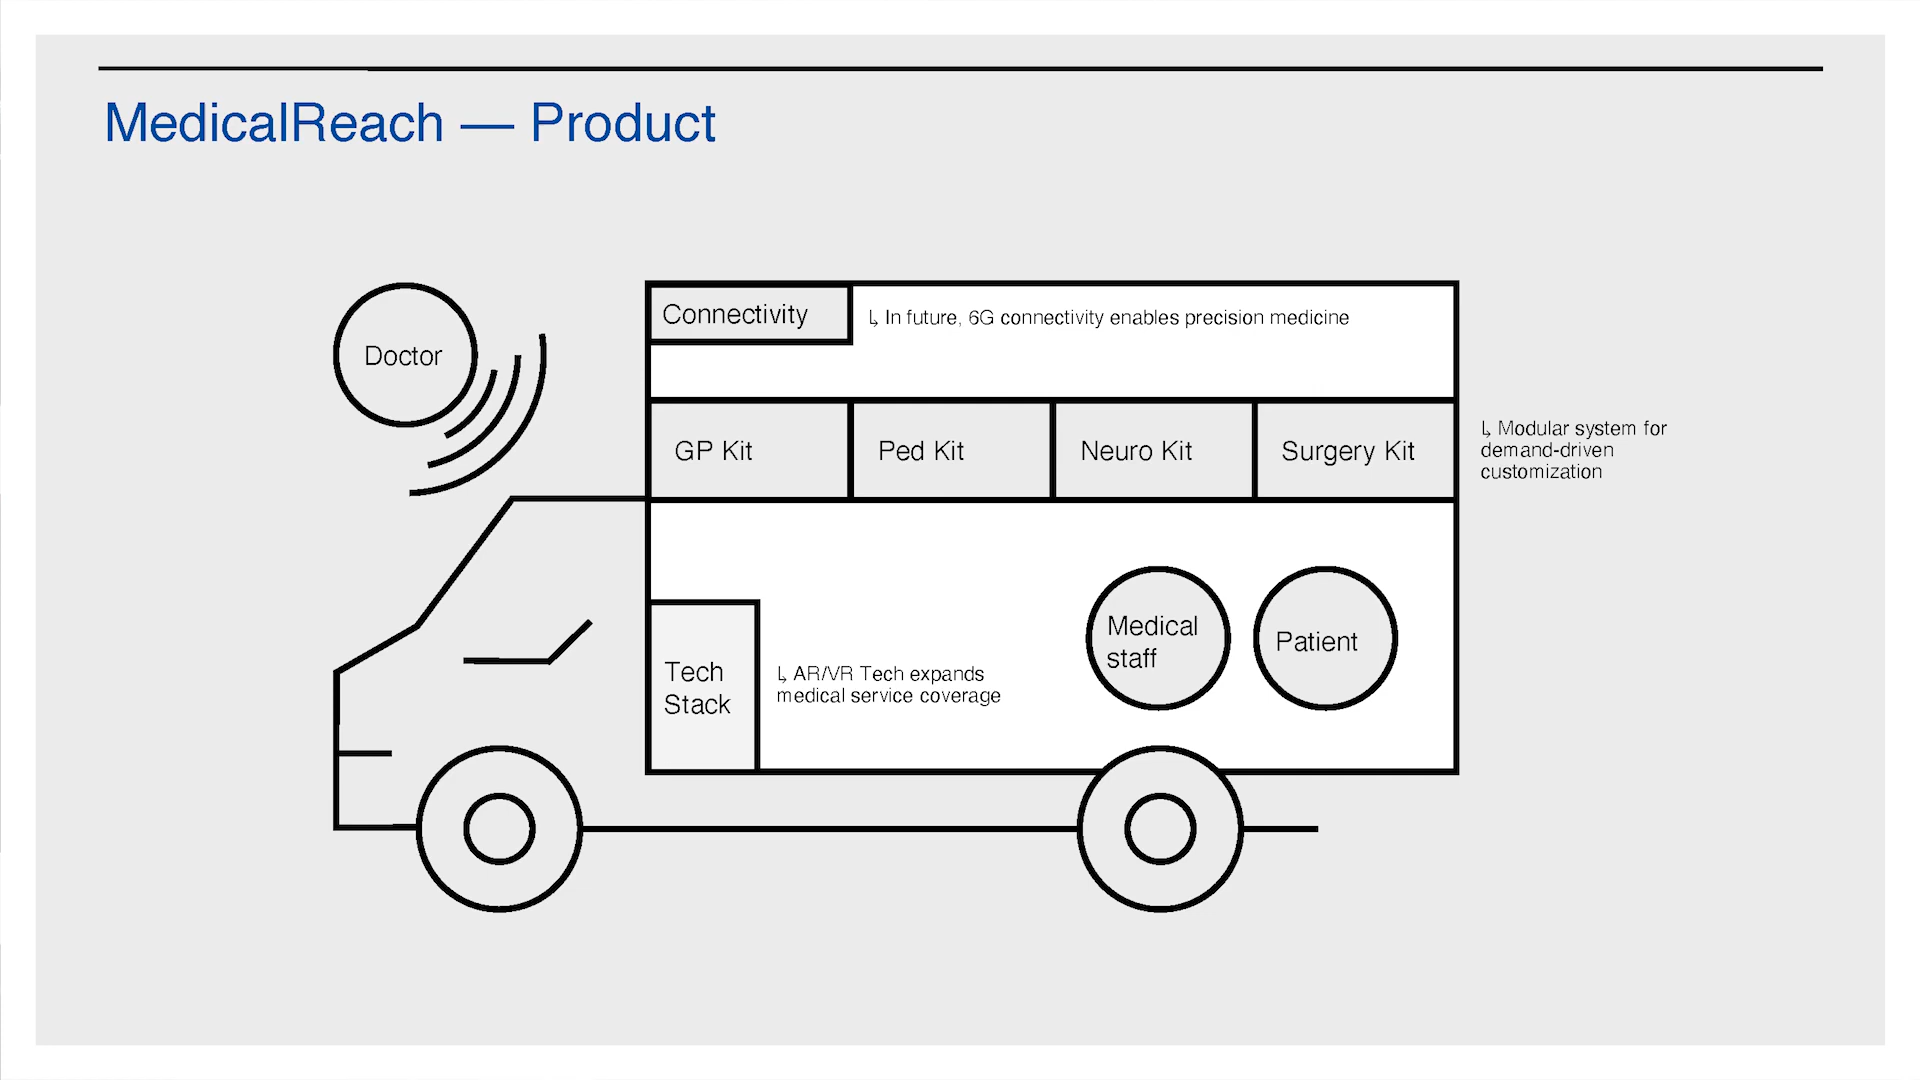 MedicalReach — Product
Doctor
Connectivity
↳ In future, 6G connectivity enables precision medicine
GP Kit
Ped Kit
Neuro Kit
Surgery Kit
↳ Modular system for
demand-driven
customization
Medical
staff
Patient
Tech
Stack
↳ AR/VR Tech expands
medical service coverage